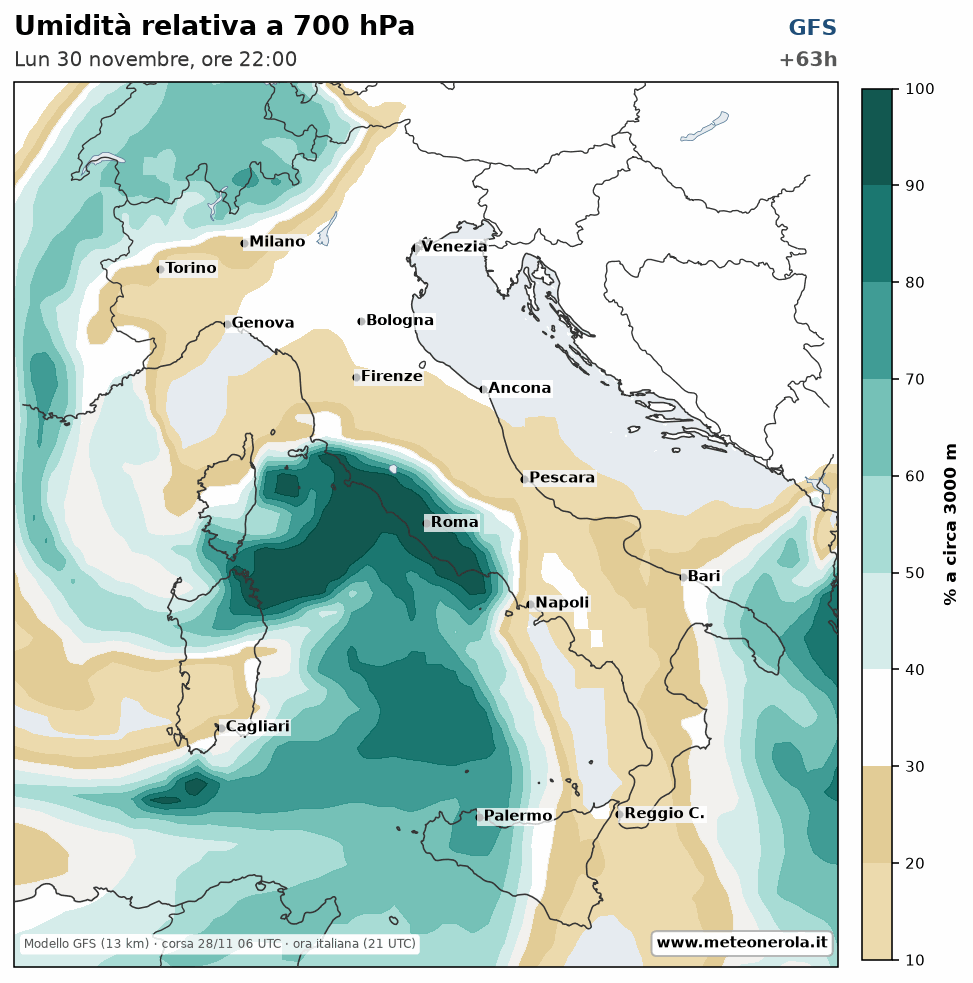 Umidità relativa a 700 hPa
GFS
Lun 30 novembre, ore 22:00
+63h
Milano
Venezia
Torino
Genova
Bologna
Firenze
Ancona
Pescara
Roma
Bari
Napoli
Cagliari
Palermo
Reggio C.
100
90
80
70
60
50
40
30
20
10
% a circa 3000 m
Modello GFS (13 km) · corsa 28/11 06 UTC · ora italiana (21 UTC)
www.meteonerola.it